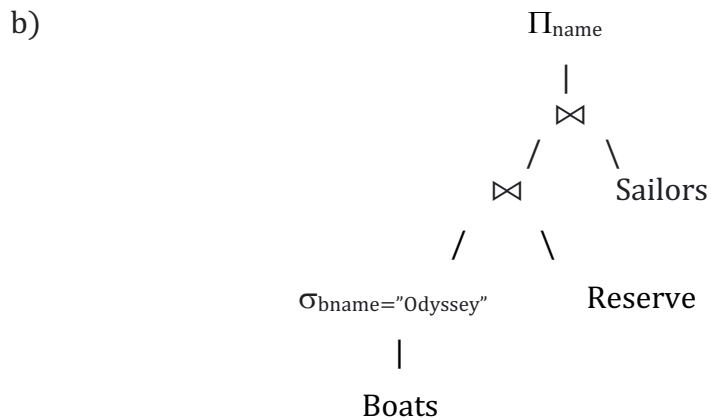 b) Π name
|
⋈
/ \
⋈ Sailors
/ \
σ bname=”Odyssey” Reserve
|
Boats